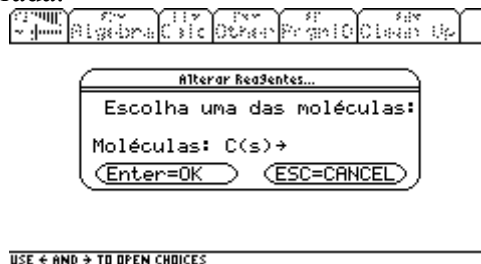 Algebra Calc Other PrgmIO Clean Up
Alterar Reagentes...
Escolha uma das moléculas:
Moléculas: C(s)→
Enter=OK ESC=CANCEL
USE ← AND → TO OPEN CHOICES